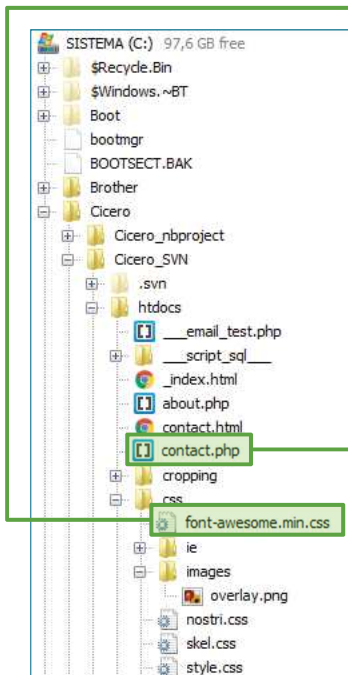 SISTEMA (C:) 97,6 GB free
$Recycle.Bin
$Windows.~BT
Boot
bootmgr
BOOTSECT.BAK
Brother
Cicero
Cicero_nbproject
Cicero_SVN
.svn
htdocs
___email_test.php
___script_sql___
_index.html
about.php
contact.html
contact.php
cropping
css
font-awesome.min.css
ie
images
overlay.png
nostri.css
skel.css
style.css